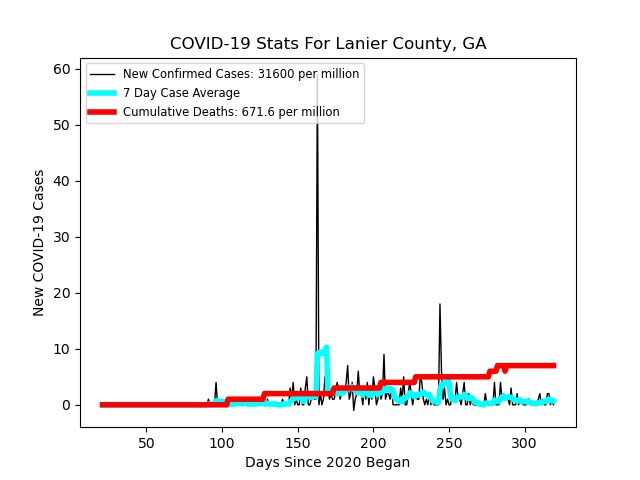 COVID-19 Stats For Lanier County, GA
New Confirmed Cases: 31600 per million
7 Day Case Average
Cumulative Deaths: 671.6 per million
New COVID-19 Cases
60
50
40
30
20
10
0
50 100 150 200 250 300
Days Since 2020 Began